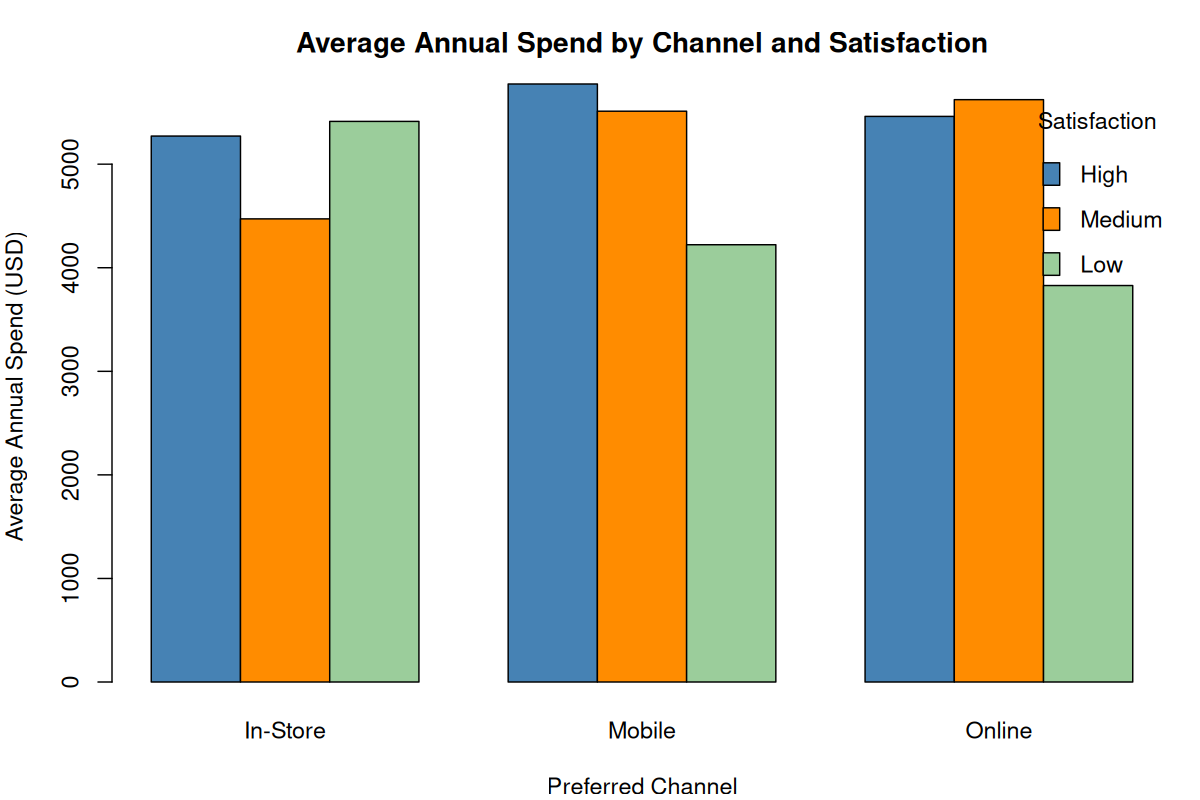 Average Annual Spend by Channel and Satisfaction
Average Annual Spend (USD)
5000
4000
3000
2000
1000
0
Satisfaction
High
Medium
Low
In-Store
Mobile
Online
Preferred Channel